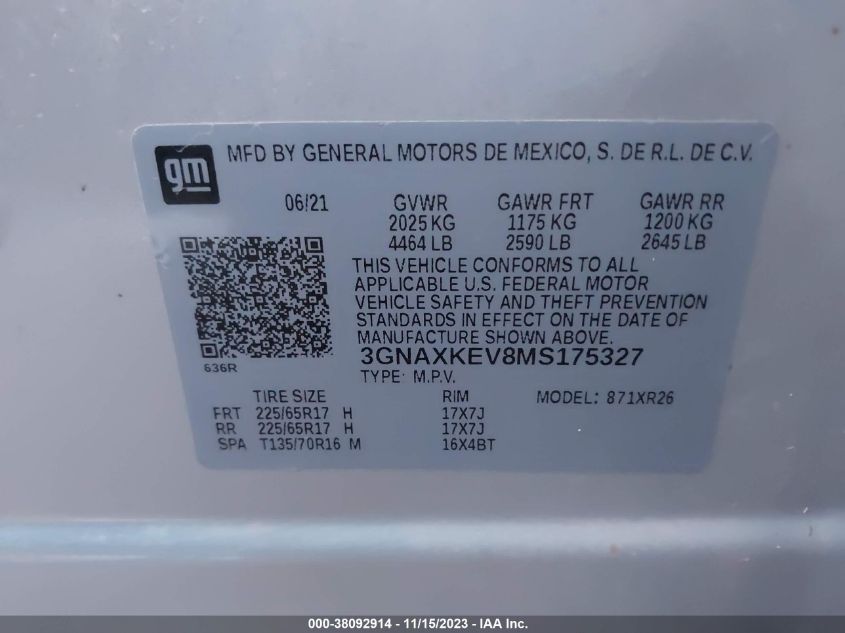 gm MFD BY GENERAL MOTORS DE MEXICO, S. DE R.L. DE C.V.
06/21 GVWR GAWR FRT GAWR RR
2025 KG 1175 KG 1200 KG
4464 LB 2590 LB 2645 LB
THIS VEHICLE CONFORMS TO ALL
APPLICABLE U.S. FEDERAL MOTOR
VEHICLE SAFETY AND THEFT PREVENTION
STANDARDS IN EFFECT ON THE DATE OF
MANUFACTURE SHOWN ABOVE.
636R
3GNAXKEV8MS175327
TYPE: M.P.V.
TIRE SIZE RIM MODEL: 871XR26
FRT 225/65R17 H 17X7J
RR 225/65R17 H 17X7J
SPA T135/70R16 M 16X4BT
000-38092914 - 11/15/2023 - IAA Inc.